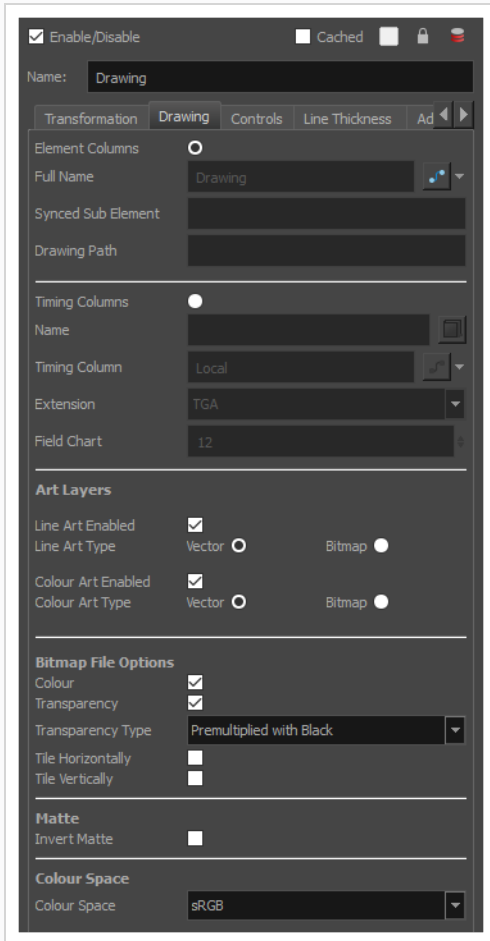 Enable/Disable Cached
Name: Drawing
Transformation Drawing Controls Line Thickness Ad
Element Columns
Full Name Drawing
Synced Sub Element
Drawing Path
Timing Columns
Name
Timing Column Local
Extension TGA
Field Chart 12
Art Layers
Line Art Enabled
Line Art Type Vector Bitmap
Colour Art Enabled
Colour Art Type Vector Bitmap
Bitmap File Options
Colour
Transparency
Transparency Type Premultiplied with Black
Tile Horizontally
Tile Vertically
Matte
Invert Matte
Colour Space
Colour Space sRGB